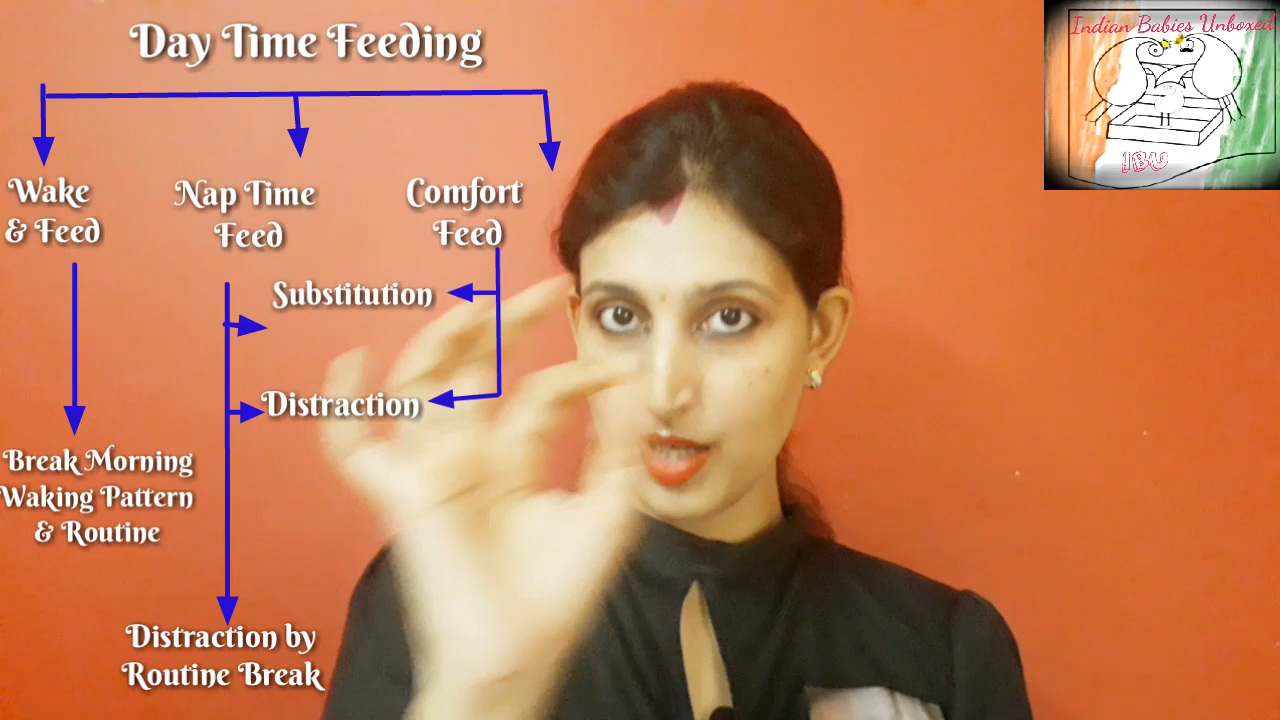 Day Time Feeding
Indian Babies Unboxed
IBU
Wake
& Feed
Nap Time
Feed
Comfort
Feed
Substitution
Distraction
Break Morning
Waking Pattern
& Routine
Distraction by
Routine Break